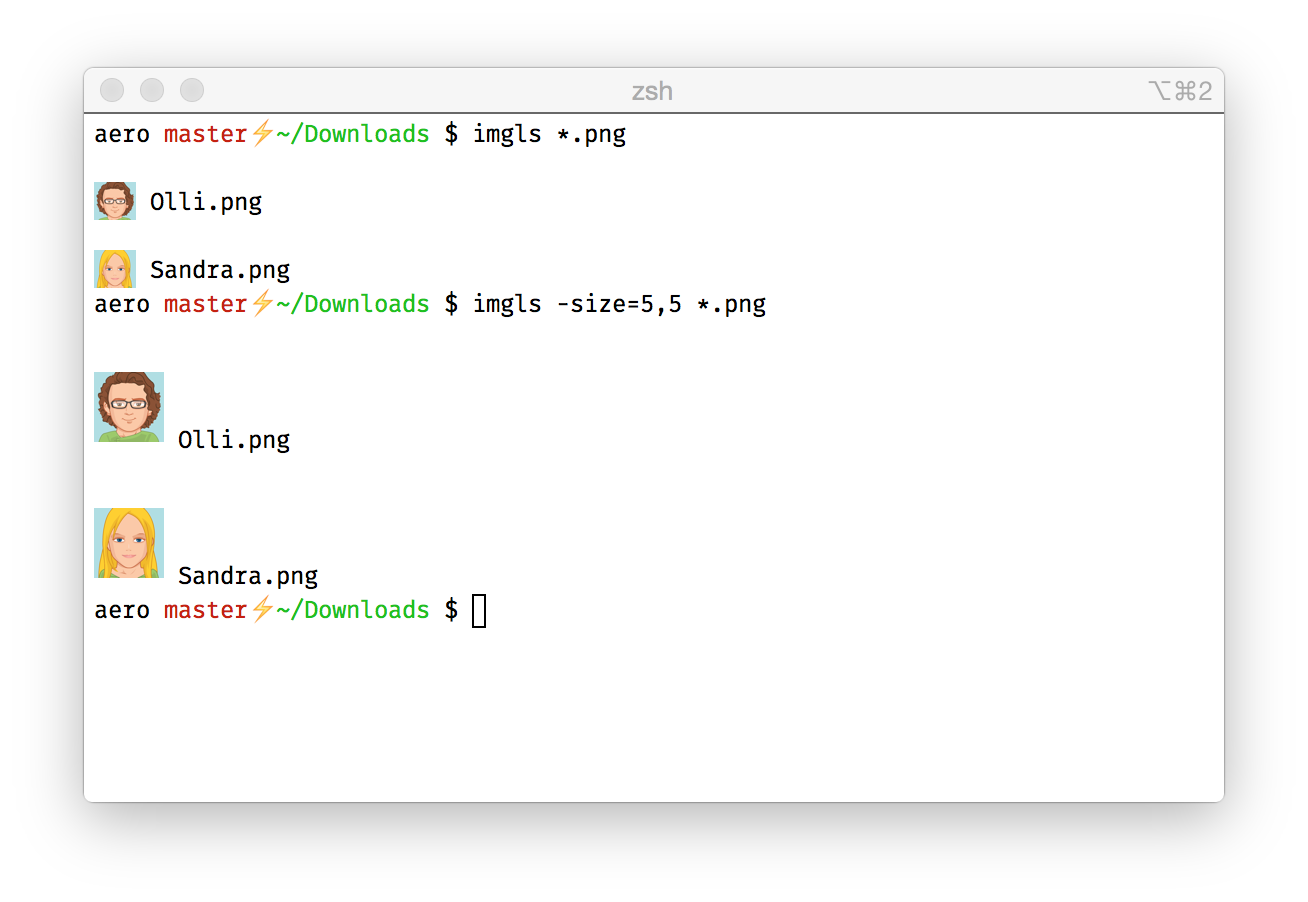 zsh ⌥⌘2
aero master⚡~/Downloads $ imgls *.png
Olli.png
Sandra.png
aero master⚡~/Downloads $ imgls -size=5,5 *.png
Olli.png
Sandra.png
aero master⚡~/Downloads $